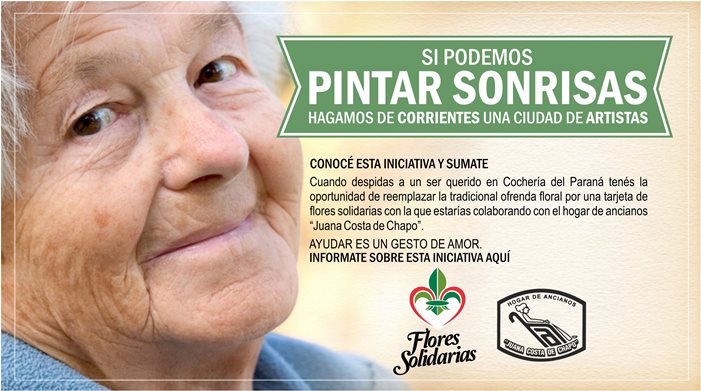 SI PODEMOS
PINTAR SONRISAS
HAGAMOS DE CORRIENTES UNA CIUDAD DE ARTISTAS
CONOCÉ ESTA INICIATIVA Y SUMATE
Cuando despidas a un ser querido en Cochería del Paraná tenés la
oportunidad de reemplazar la tradicional ofrenda floral por una tarjeta de
flores solidarias con la que estarías colaborando con el hogar de ancianos
“Juana Costa de Chapo”.
AYUDAR ES UN GESTO DE AMOR.
INFORMATE SOBRE ESTA INICIATIVA AQUÍ
Flores
Solidarias
HOGAR DE ANCIANOS
"JUANA COSTA DE CHAPO"